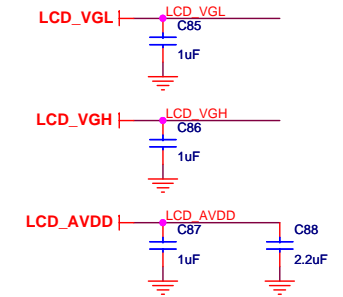 LCD_VGL LCD_VGL
C85
1uF
LCD_VGH LCD_VGH
C86
1uF
LCD_AVDD LCD_AVDD
C87 C88
1uF 2.2uF